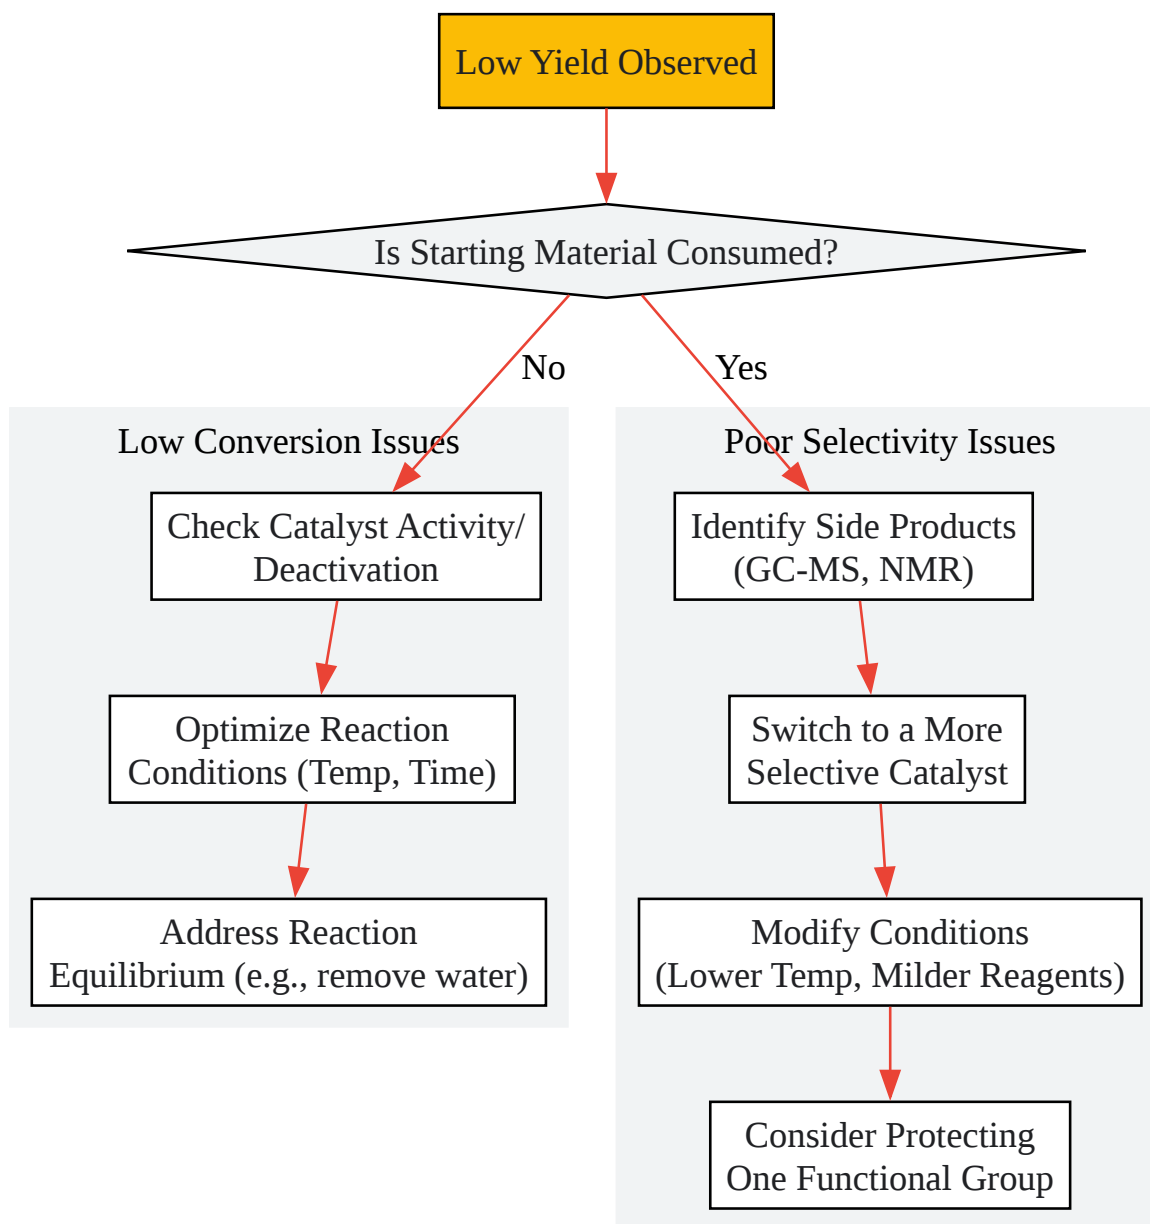 Low Yield Observed
Is Starting Material Consumed?
No
Yes
Low Conversion Issues
Check Catalyst Activity/
Deactivation
Optimize Reaction
Conditions (Temp, Time)
Address Reaction
Equilibrium (e.g., remove water)
Poor Selectivity Issues
Identify Side Products
(GC-MS, NMR)
Switch to a More
Selective Catalyst
Modify Conditions
(Lower Temp, Milder Reagents)
Consider Protecting
One Functional Group